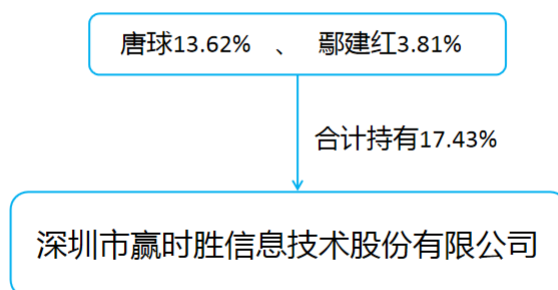 唐球13.62% 、 鄢建红3.81%
合计持有17.43%
深圳市赢时胜信息技术股份有限公司